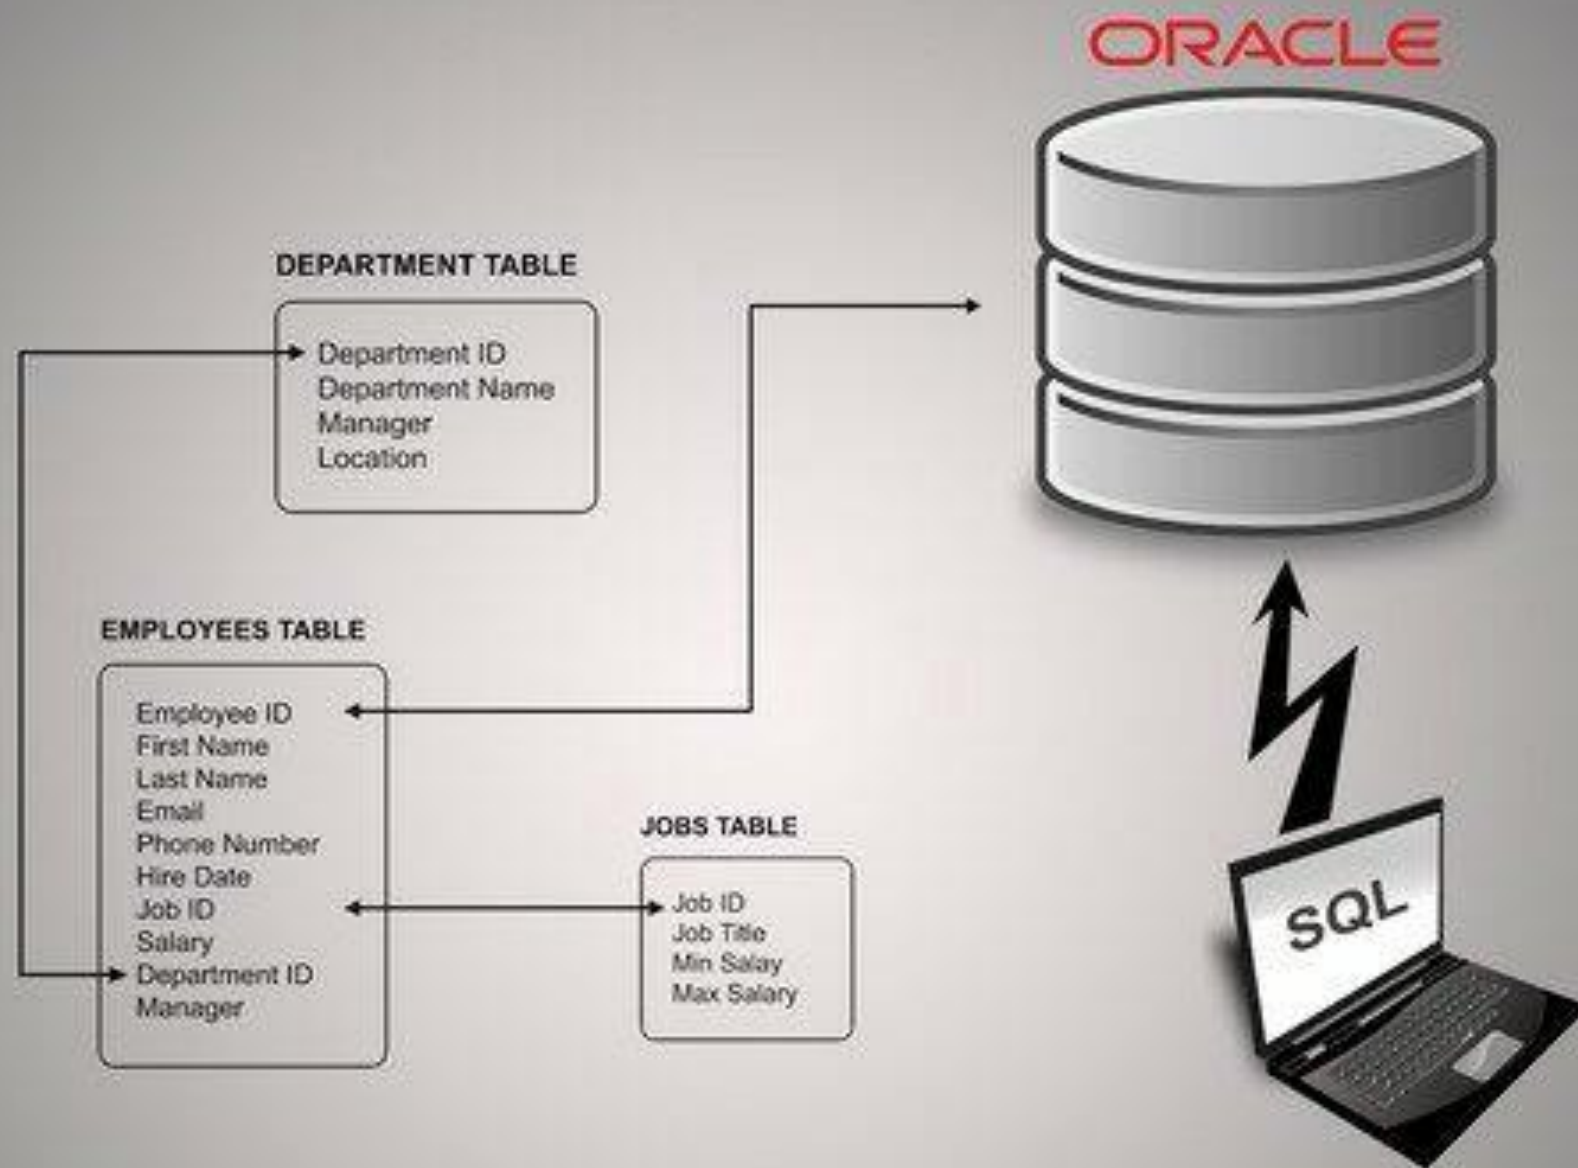 ORACLE
DEPARTMENT TABLE
Department ID
Department Name
Manager
Location
EMPLOYEES TABLE
Employee ID
First Name
Last Name
Email
Phone Number
Hire Date
Job ID
Salary
Department ID
Manager
JOBS TABLE
Job ID
Job Title
Min Salay
Max Salary
SQL